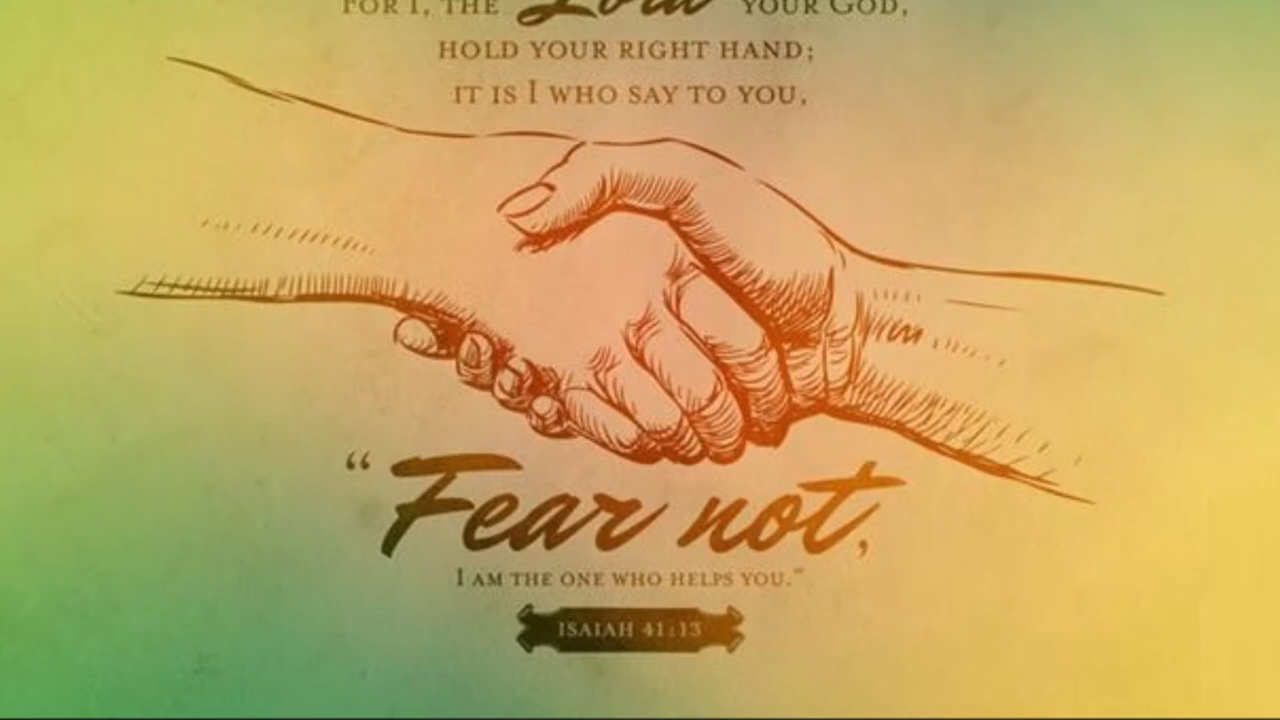 FOR I, THE Lord YOUR GOD,
HOLD YOUR RIGHT HAND;
IT IS I WHO SAY TO YOU,
“Fear not,
I AM THE ONE WHO HELPS YOU.”
ISAIAH 41:13